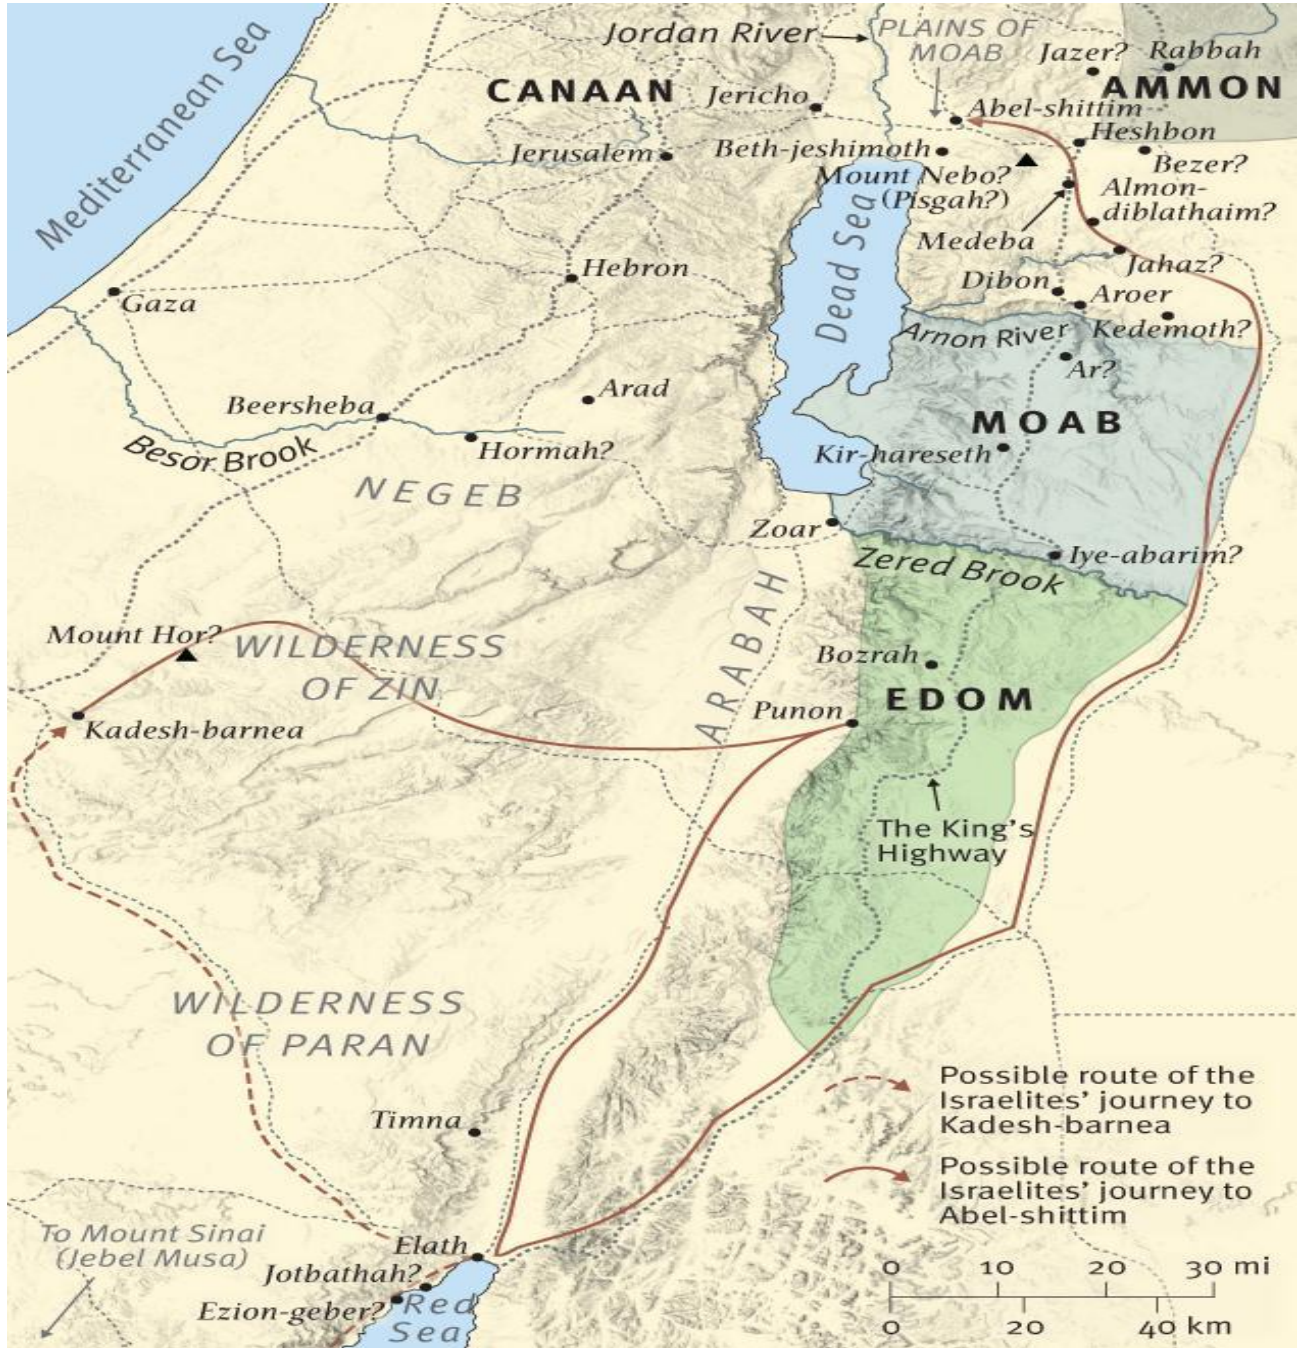 Mediterranean Sea
Jordan River
PLAINS OF
MOAB
Jazer?
Rabbah
CANAAN
AMMON
Jericho
Abel-shittim
Heshbon
Jerusalem
Beth-jeshimoth
Bezer?
Mount Nebo?
(Pisgah?)
Almon-
diblathaim?
Medeba
Dead Sea
Jahaz?
Hebron
Dibon
Aroer
Gaza
Arnon River
Kedemoth?
Ar?
Arad
Beersheba
MOAB
Besor Brook
Hormah?
Kir-hareseth
NEGEB
Zoar
Iye-abarim?
Zered Brook
ARABAH
Mount Hor?
WILDERNESS
OF ZIN
Bozrah
EDOM
Punon
Kadesh-barnea
The King's
Highway
WILDERNESS
OF PARAN
Timna
Possible route of the
Israelites' journey to
Kadesh-barnea
Possible route of the
Israelites' journey to
Abel-shittim
To Mount Sinai
(Jebel Musa)
Elath
Jotbathah?
Ezion-geber?
Red
Sea
0 10 20 30 mi
0 20 40 km